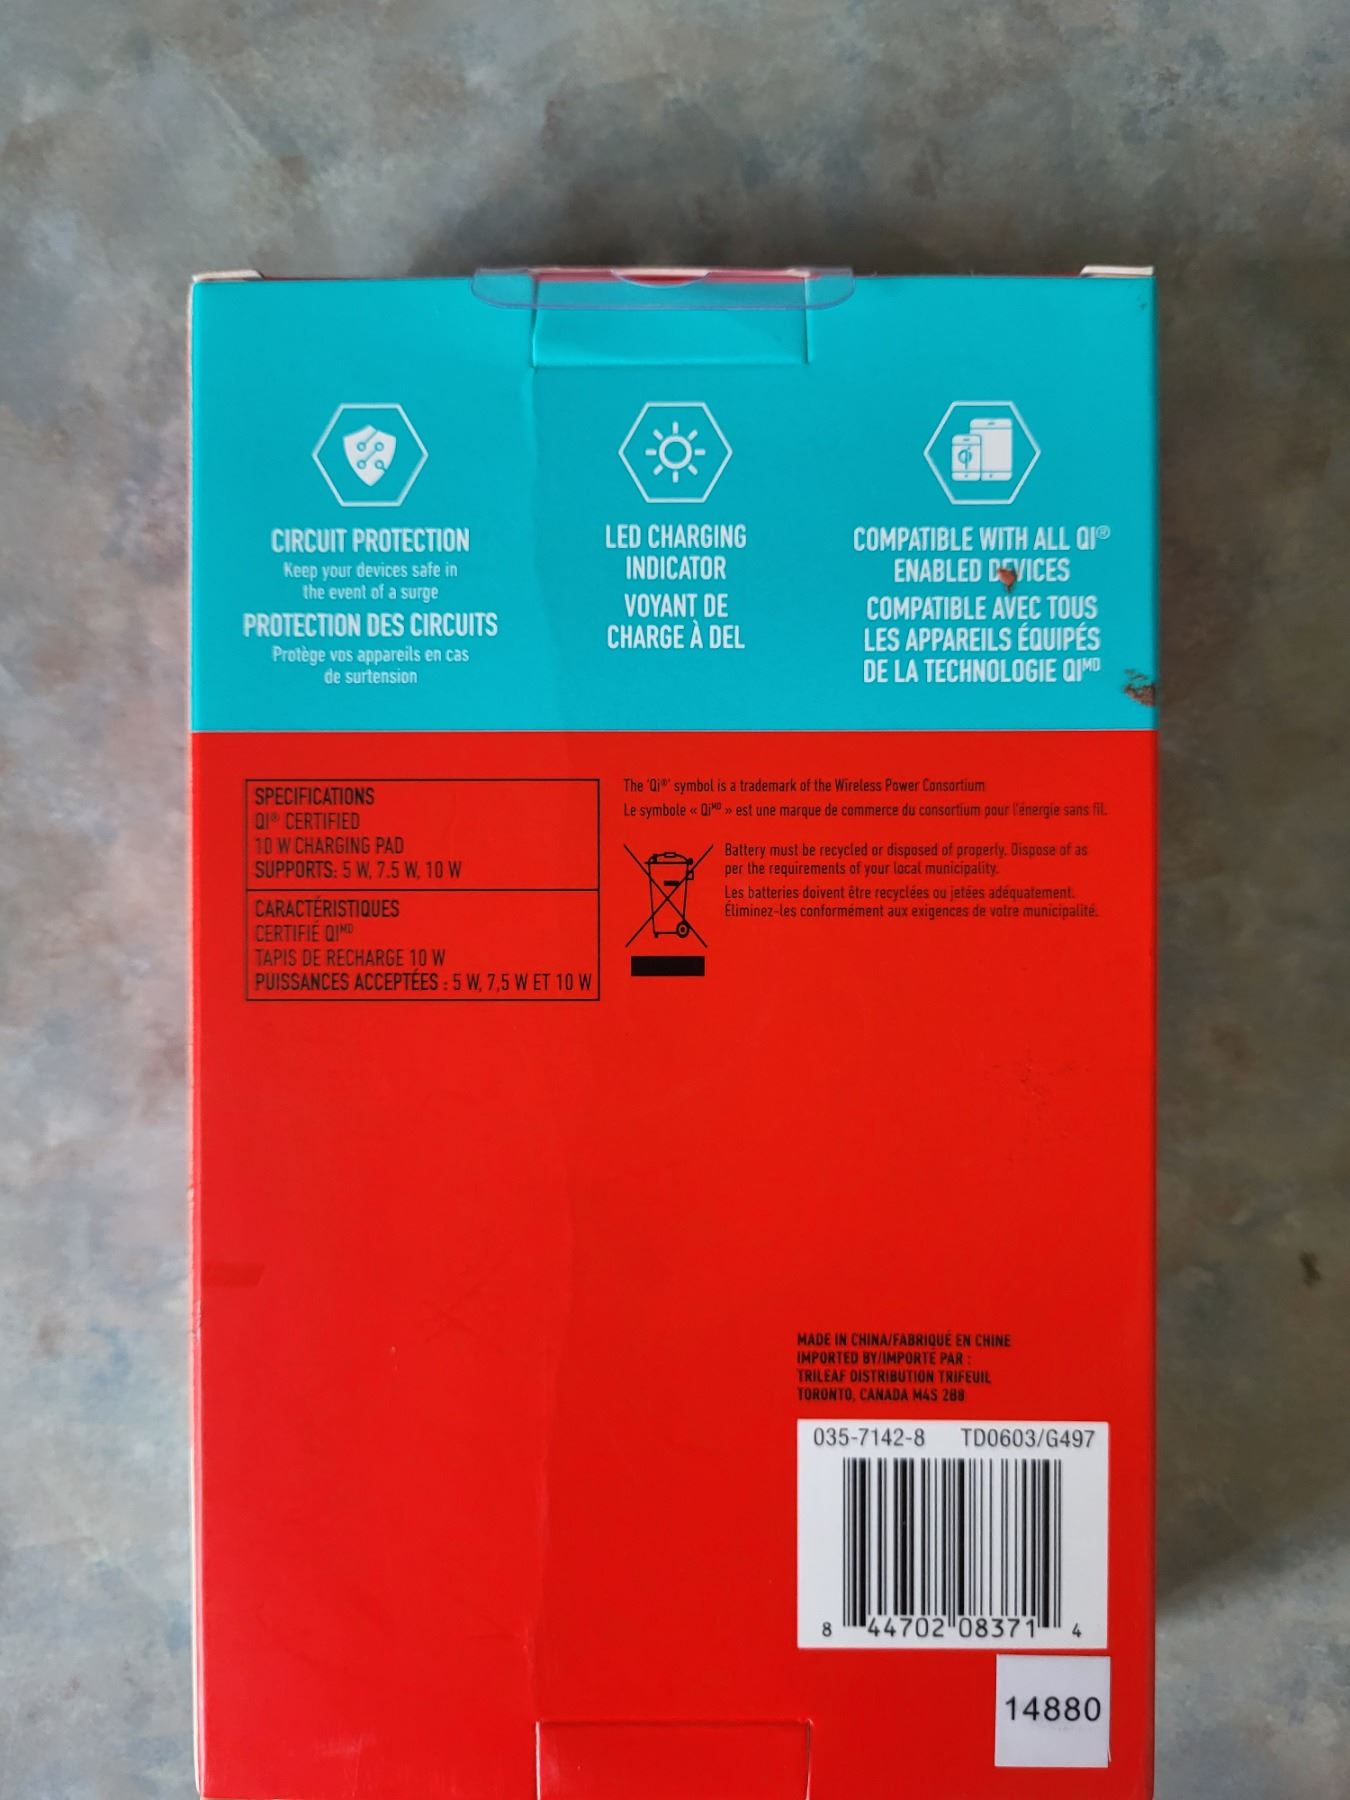 CIRCUIT PROTECTION
Keep your devices safe in
the event of a surge
PROTECTION DES CIRCUITS
Protège vos appareils en cas
de surtension
LED CHARGING
INDICATOR
VOYANT DE
CHARGE À DEL
COMPATIBLE WITH ALL QI®
ENABLED DEVICES
COMPATIBLE AVEC TOUS
LES APPAREILS ÉQUIPÉS
DE LA TECHNOLOGIE QIMD
SPECIFICATIONS
QI® CERTIFIED
10 W CHARGING PAD
SUPPORTS: 5 W, 7.5 W, 10 W
CARACTÉRISTIQUES
CERTIFIÉ QIMD
TAPIS DE RECHARGE 10 W
PUISSANCES ACCEPTÉES : 5 W, 7,5 W ET 10 W
The 'Qi®' symbol is a trademark of the Wireless Power Consortium
Le symbole « QiMD » est une marque de commerce du consortium pour l'énergie sans fil.
Battery must be recycled or disposed of properly. Dispose of as
per the requirements of your local municipality.
Les batteries doivent être recyclées ou jetées adéquatement.
Éliminez-les conformément aux exigences de votre municipalité.
MADE IN CHINA/FABRIQUÉ EN CHINE
IMPORTED BY/IMPORTÉ PAR :
TRILEAF DISTRIBUTION TRIFEUIL
TORONTO, CANADA M4S 2B8
035-7142-8 TD0603/G497
8 44702 08371 4
14880